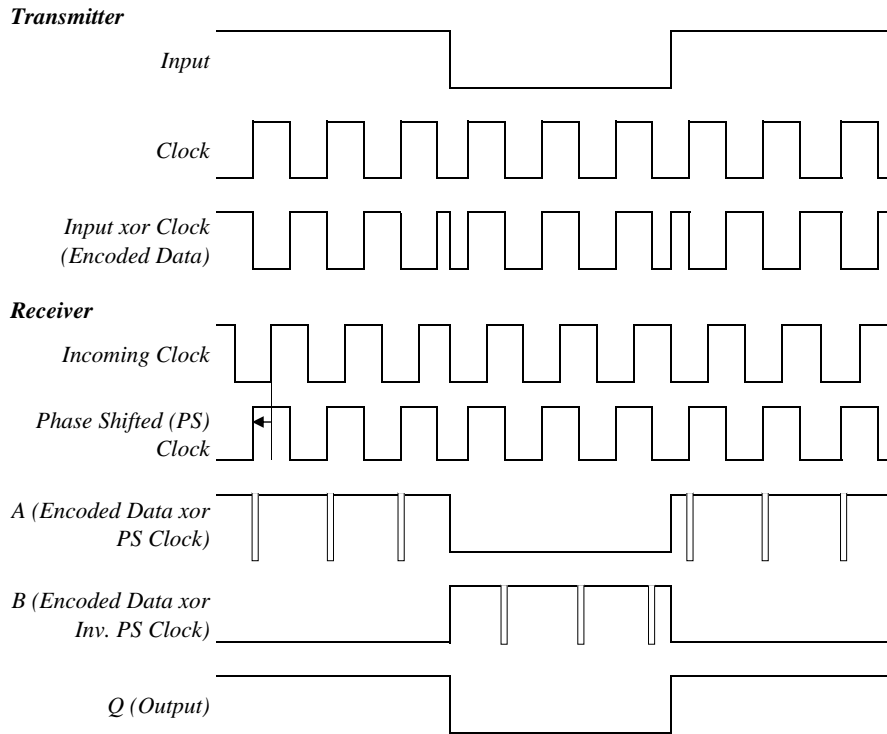 Transmitter
Input
Clock
Input xor Clock
(Encoded Data)
Receiver
Incoming Clock
Phase Shifted (PS)
Clock
A (Encoded Data xor
PS Clock)
B (Encoded Data xor
Inv. PS Clock)
Q (Output)